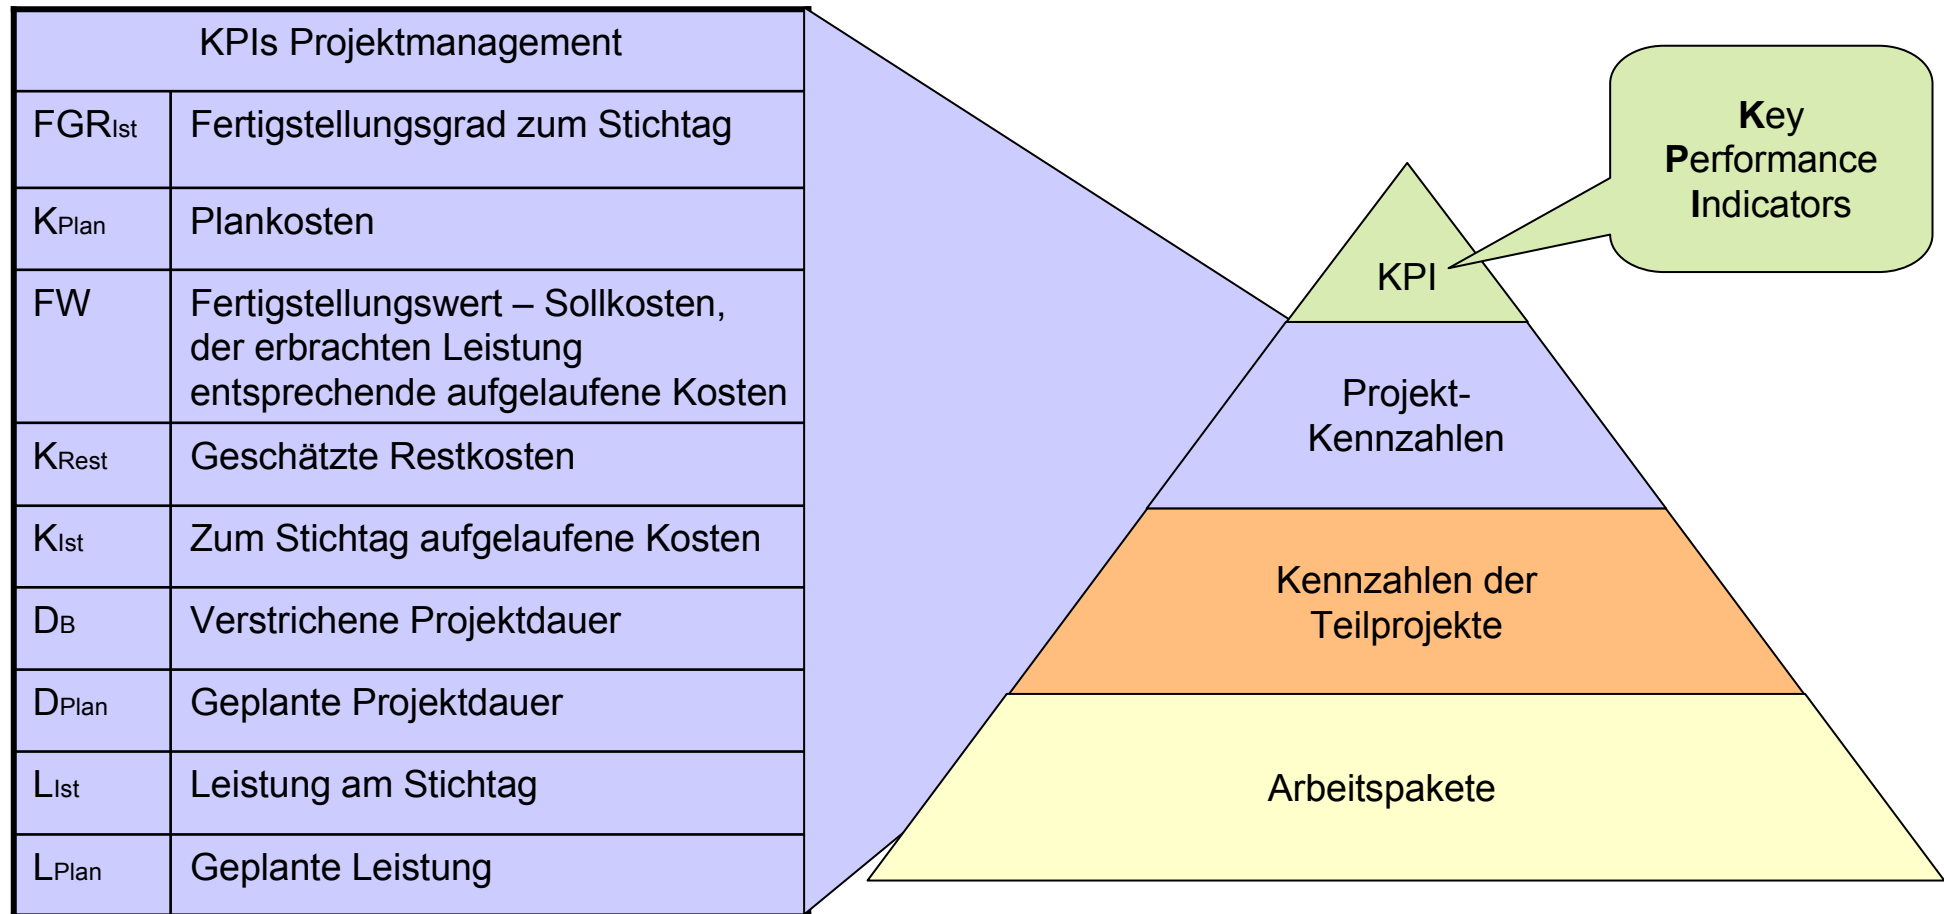 KPIs Projektmanagement
FGRIst Fertigstellungsgrad zum Stichtag
KPlan Plankosten
FW Fertigstellungswert – Sollkosten,
der erbrachten Leistung
entsprechende aufgelaufene Kosten
KRest Geschätzte Restkosten
KIst Zum Stichtag aufgelaufene Kosten
DB Verstrichene Projektdauer
DPlan Geplante Projektdauer
LIst Leistung am Stichtag
LPlan Geplante Leistung
Key
Performance
Indicators
KPI
Projekt-
Kennzahlen
Kennzahlen der
Teilprojekte
Arbeitspakete